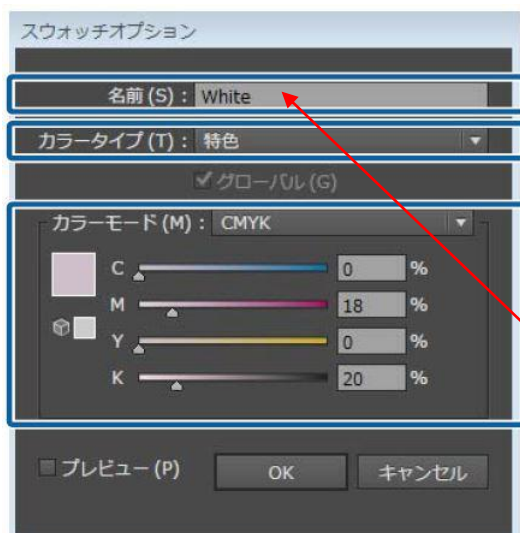 スウォッチオプション
名前(S)： White
カラータイプ(T)： 特色
グローバル(G)
カラーモード(M)： CMYK
C 0 %
M 18 %
Y 0 %
K 20 %
プレビュー(P) OK キャンセル